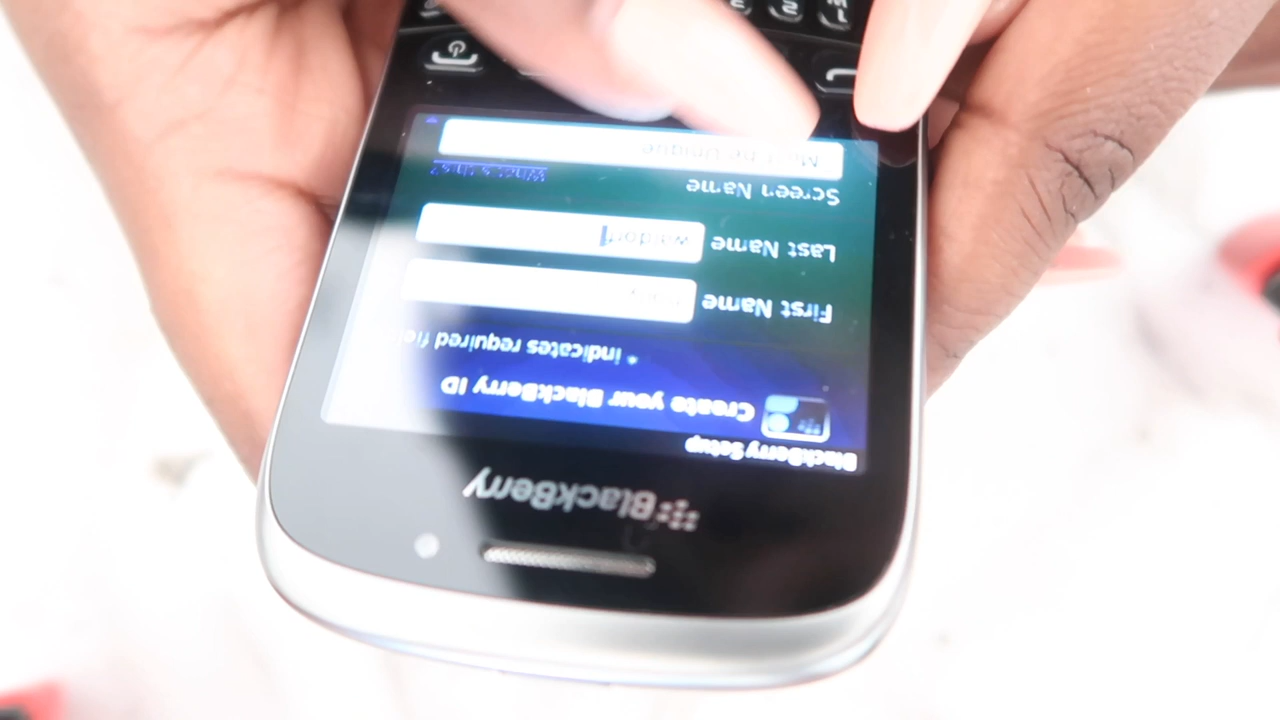 BlackBerry
BlackBerry Setup
Create your BlackBerry ID
* indicates required
First Name
Last Name waldorf
Screen Name What's this?
Must be Unique